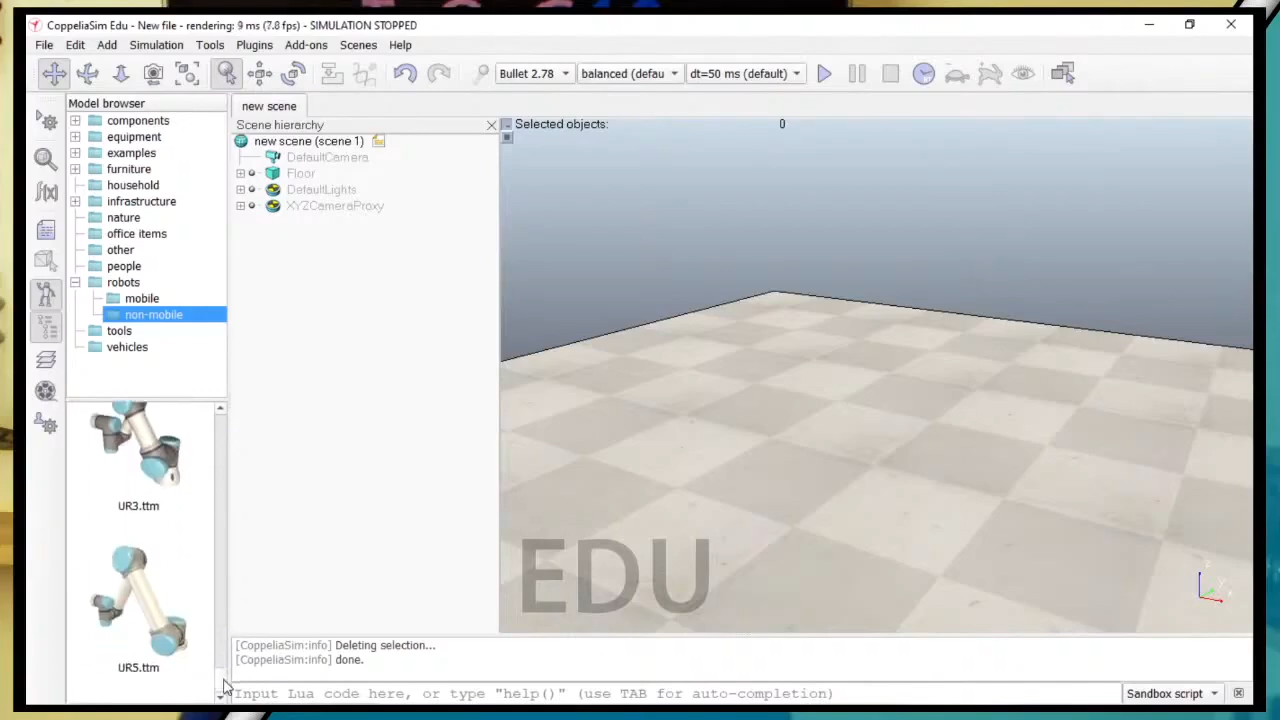 CoppeliaSim Edu - New file - rendering: 9 ms (7.8 fps) - SIMULATION STOPPED
File Edit Add Simulation Tools Plugins Add-ons Scenes Help
Bullet 2.78 balanced (defau dt=50 ms (default)
Model browser
components
equipment
examples
furniture
household
infrastructure
nature
office items
other
people
robots
mobile
non-mobile
tools
vehicles
UR3.ttm
UR5.ttm
new scene
Scene hierarchy
new scene (scene 1)
DefaultCamera
Floor
DefaultLights
XYZCameraProxy
Selected objects: 0
EDU
[CoppeliaSim:info] Deleting selection...
[CoppeliaSim:info] done.
Input Lua code here, or type "help()" (use TAB for auto-completion)
Sandbox script